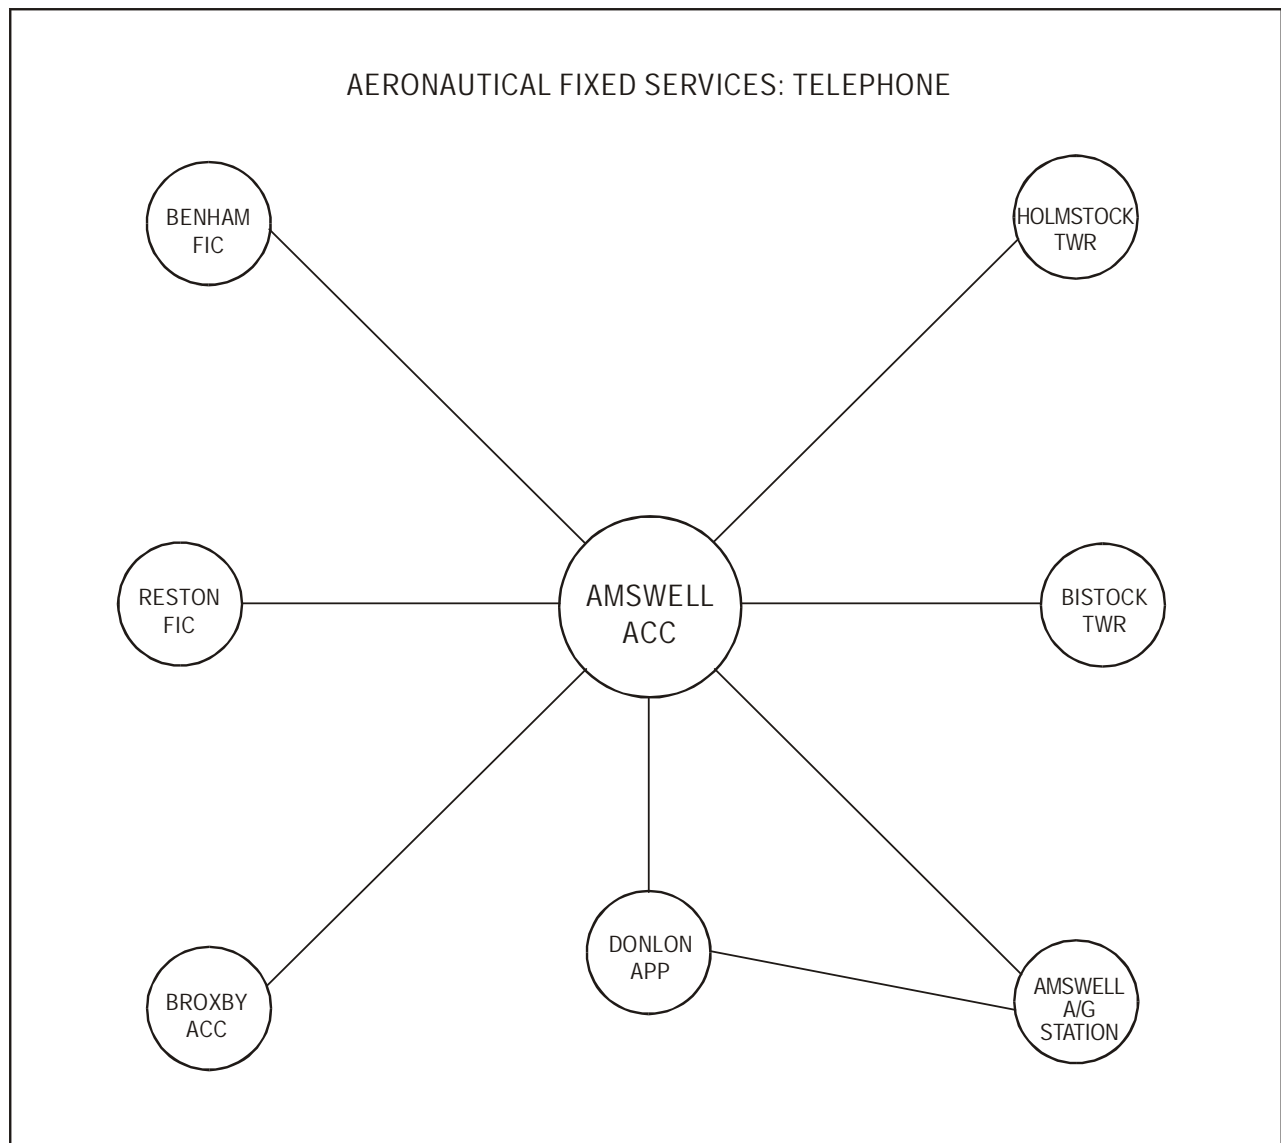 AERONAUTICAL FIXED SERVICES: TELEPHONE
BENHAM
FIC
HOLMSTOCK
TWR
RESTON
FIC
AMSWELL
ACC
BISTOCK
TWR
BROXBY
ACC
DONLON
APP
AMSWELL
A/G
STATION